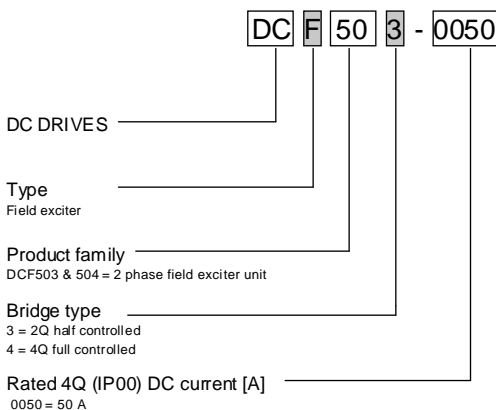 DC F 50 3 - 0050
DC DRIVES
Type
Field exciter
Product family
DCF503 & 504 = 2 phase field exciter unit
Bridge type
3 = 2Q half controlled
4 = 4Q full controlled
Rated 4Q (IP00) DC current [A]
0050 = 50 A